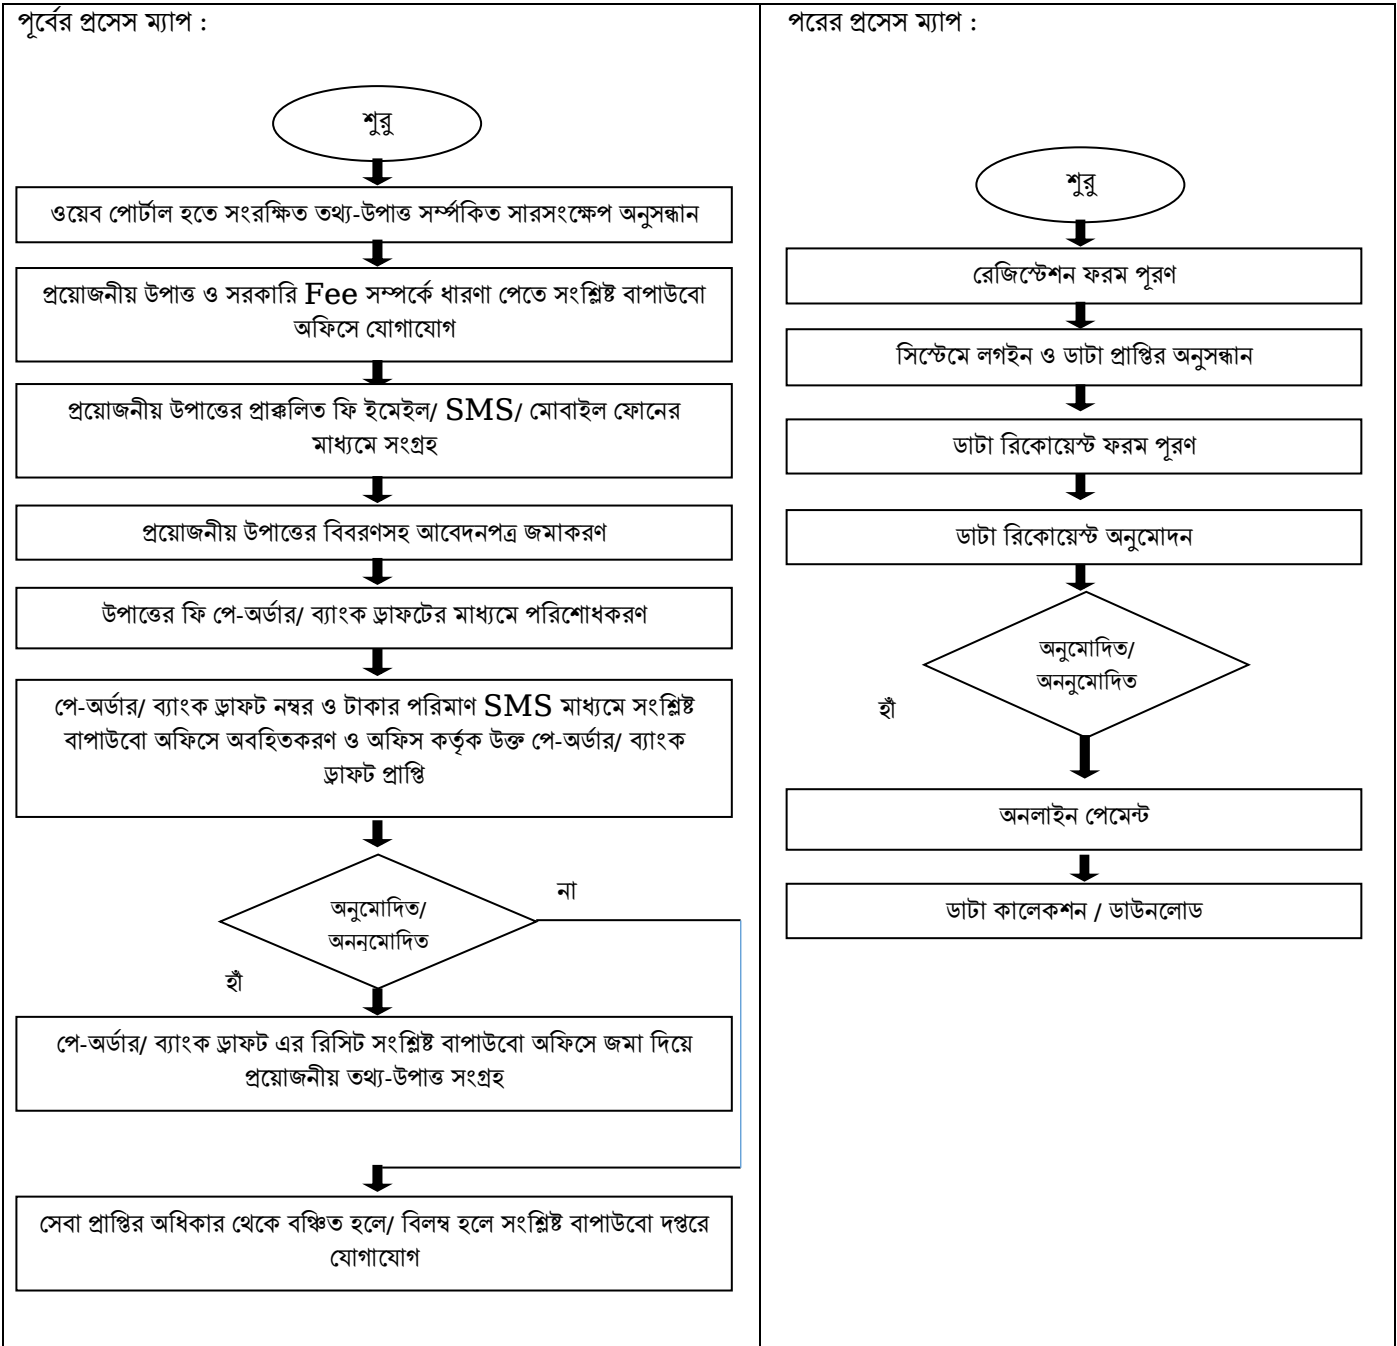 পূর্বের প্রসেস ম্যাপ :
শুরু
ওয়েব পোর্টাল হতে সংরক্ষিত তথ্য-উপাত্ত সর্ম্পকিত সারসংক্ষেপ অনুসন্ধান
প্রয়োজনীয় উপাত্ত ও সরকারি Fee সম্পর্কে ধারণা পেতে সংশ্লিষ্ট বাপাউবো
অফিসে যোগাযোগ
প্রয়োজনীয় উপাত্তের প্রাক্কলিত ফি ইমেইল/ SMS/ মোবাইল ফোনের
মাধ্যমে সংগ্রহ
প্রয়োজনীয় উপাত্তের বিবরণসহ আবেদনপত্র জমাকরণ
উপাত্তের ফি পে-অর্ডার/ ব্যাংক ড্রাফটের মাধ্যমে পরিশোধকরণ
পে-অর্ডার/ ব্যাংক ড্রাফট নম্বর ও টাকার পরিমাণ SMS মাধ্যমে সংশ্লিষ্ট
বাপাউবো অফিসে অবহিতকরণ ও অফিস কর্তৃক উক্ত পে-অর্ডার/ ব্যাংক
ড্রাফট প্রাপ্তি
না
অনুমোদিত/
অননুমোদিত
হাঁ
পে-অর্ডার/ ব্যাংক ড্রাফট এর রিসিট সংশ্লিষ্ট বাপাউবো অফিসে জমা দিয়ে
প্রয়োজনীয় তথ্য-উপাত্ত সংগ্রহ
সেবা প্রাপ্তির অধিকার থেকে বঞ্চিত হলে/ বিলম্ব হলে সংশ্লিষ্ট বাপাউবো দপ্তরে
যোগাযোগ
পরের প্রসেস ম্যাপ :
শুরু
রেজিস্টেশন ফরম পূরণ
সিস্টেমে লগইন ও ডাটা প্রাপ্তির অনুসন্ধান
ডাটা রিকোয়েস্ট ফরম পূরণ
ডাটা রিকোয়েস্ট অনুমোদন
অনুমোদিত/
অননুমোদিত
হাঁ
অনলাইন পেমেন্ট
ডাটা কালেকশন / ডাউনলোড